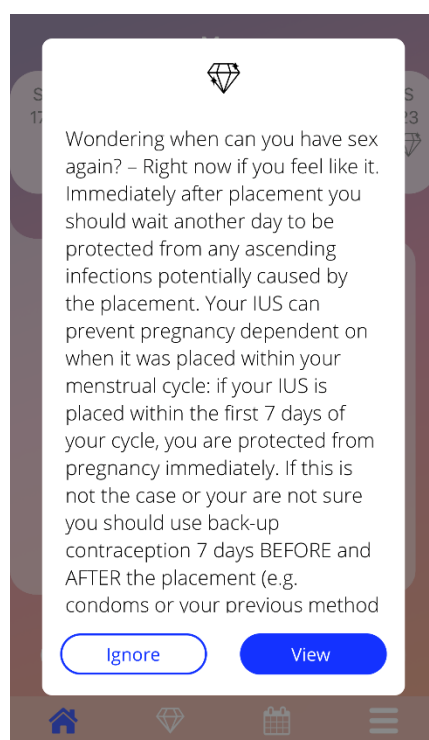 S
17
S
23
Wondering when can you have sex
again? – Right now if you feel like it.
Immediately after placement you
should wait another day to be
protected from any ascending
infections potentially caused by
the placement. Your IUS can
prevent pregnancy dependent on
when it was placed within your
menstrual cycle: if your IUS is
placed within the first 7 days of
your cycle, you are protected from
pregnancy immediately. If this is
not the case or your are not sure
you should use back-up
contraception 7 days BEFORE and
AFTER the placement (e.g.
condoms or your previous method
Ignore
View